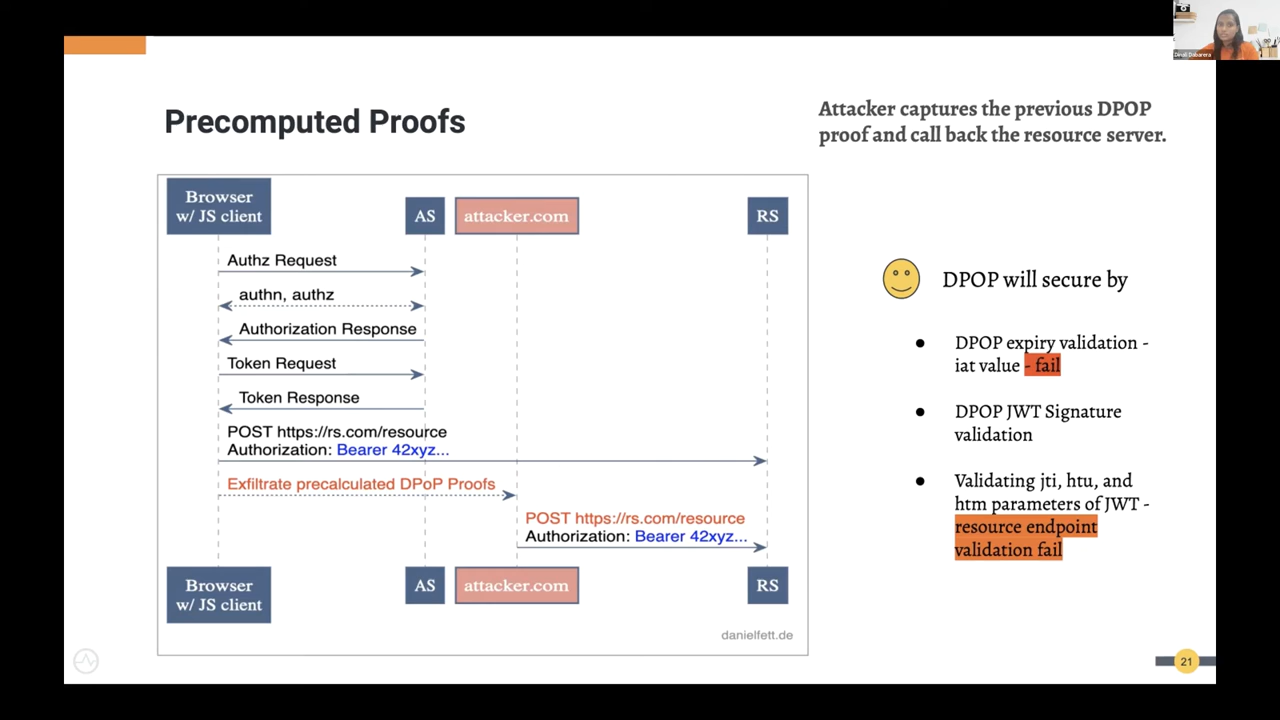 Dinali Dabarera
Precomputed Proofs
Attacker captures the previous DPOP
proof and call back the resource server.
Browser
w/ JS client
AS
attacker.com
RS
Authz Request
authn, authz
Authorization Response
Token Request
Token Response
POST https://rs.com/resource
Authorization: Bearer 42xyz...
Exfiltrate precalculated DPoP Proofs
POST https://rs.com/resource
Authorization: Bearer 42xyz...
Browser
w/ JS client
AS
attacker.com
RS
danielfett.de
DPOP will secure by
● DPOP expiry validation -
iat value - fail
● DPOP JWT Signature
validation
● Validating jti, htu, and
htm parameters of JWT -
resource endpoint
validation fail
21